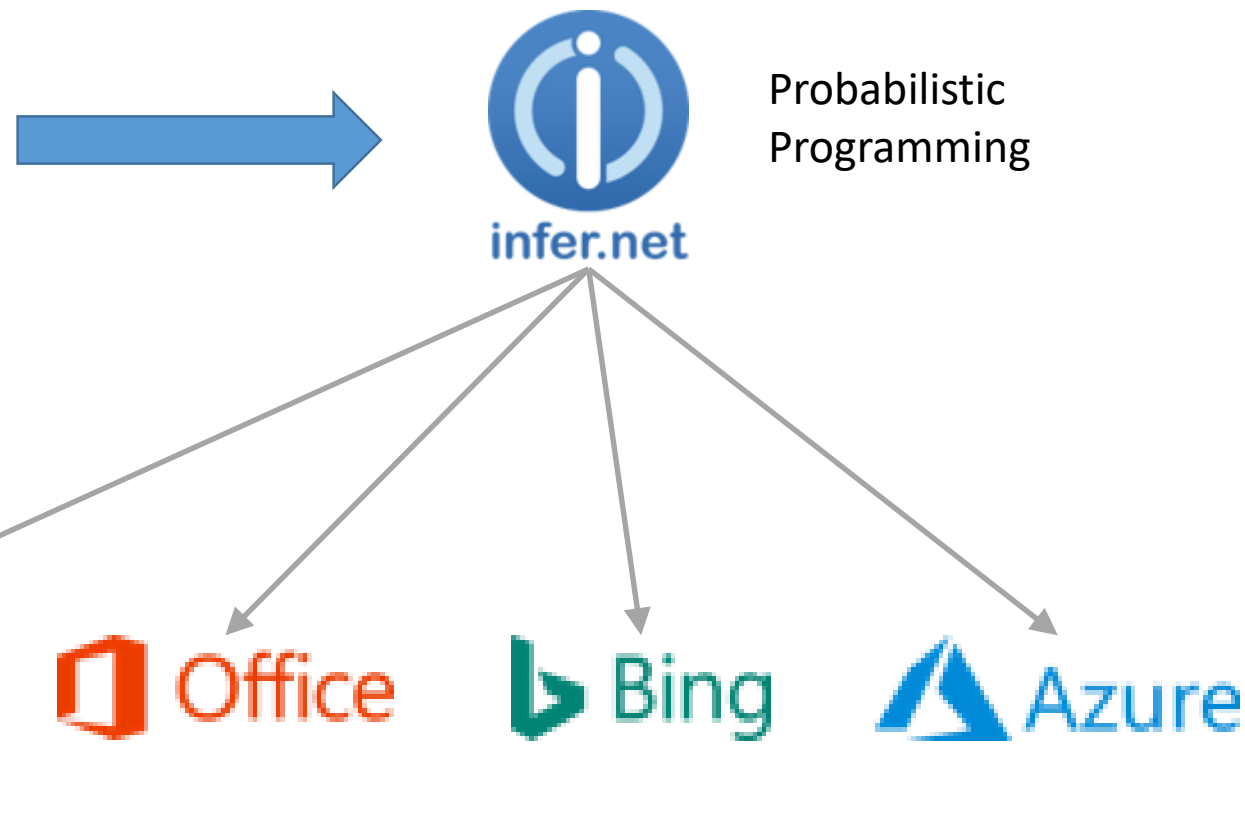 Probabilistic
Programming
infer.net
Office
Bing
Azure